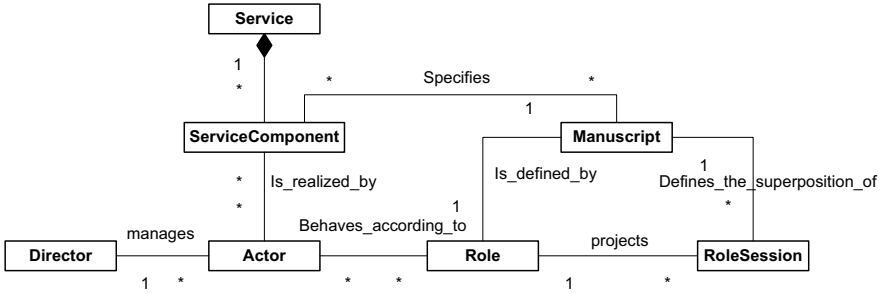 Service
1
*
* Specifies *
1
ServiceComponent
Manuscript
* Is_realized_by
Is_defined_by
1
Defines_the_superposition_of
*
1
*
manages
Behaves_according_to
projects
Director
Actor
Role
RoleSession
1 * * * 1 *